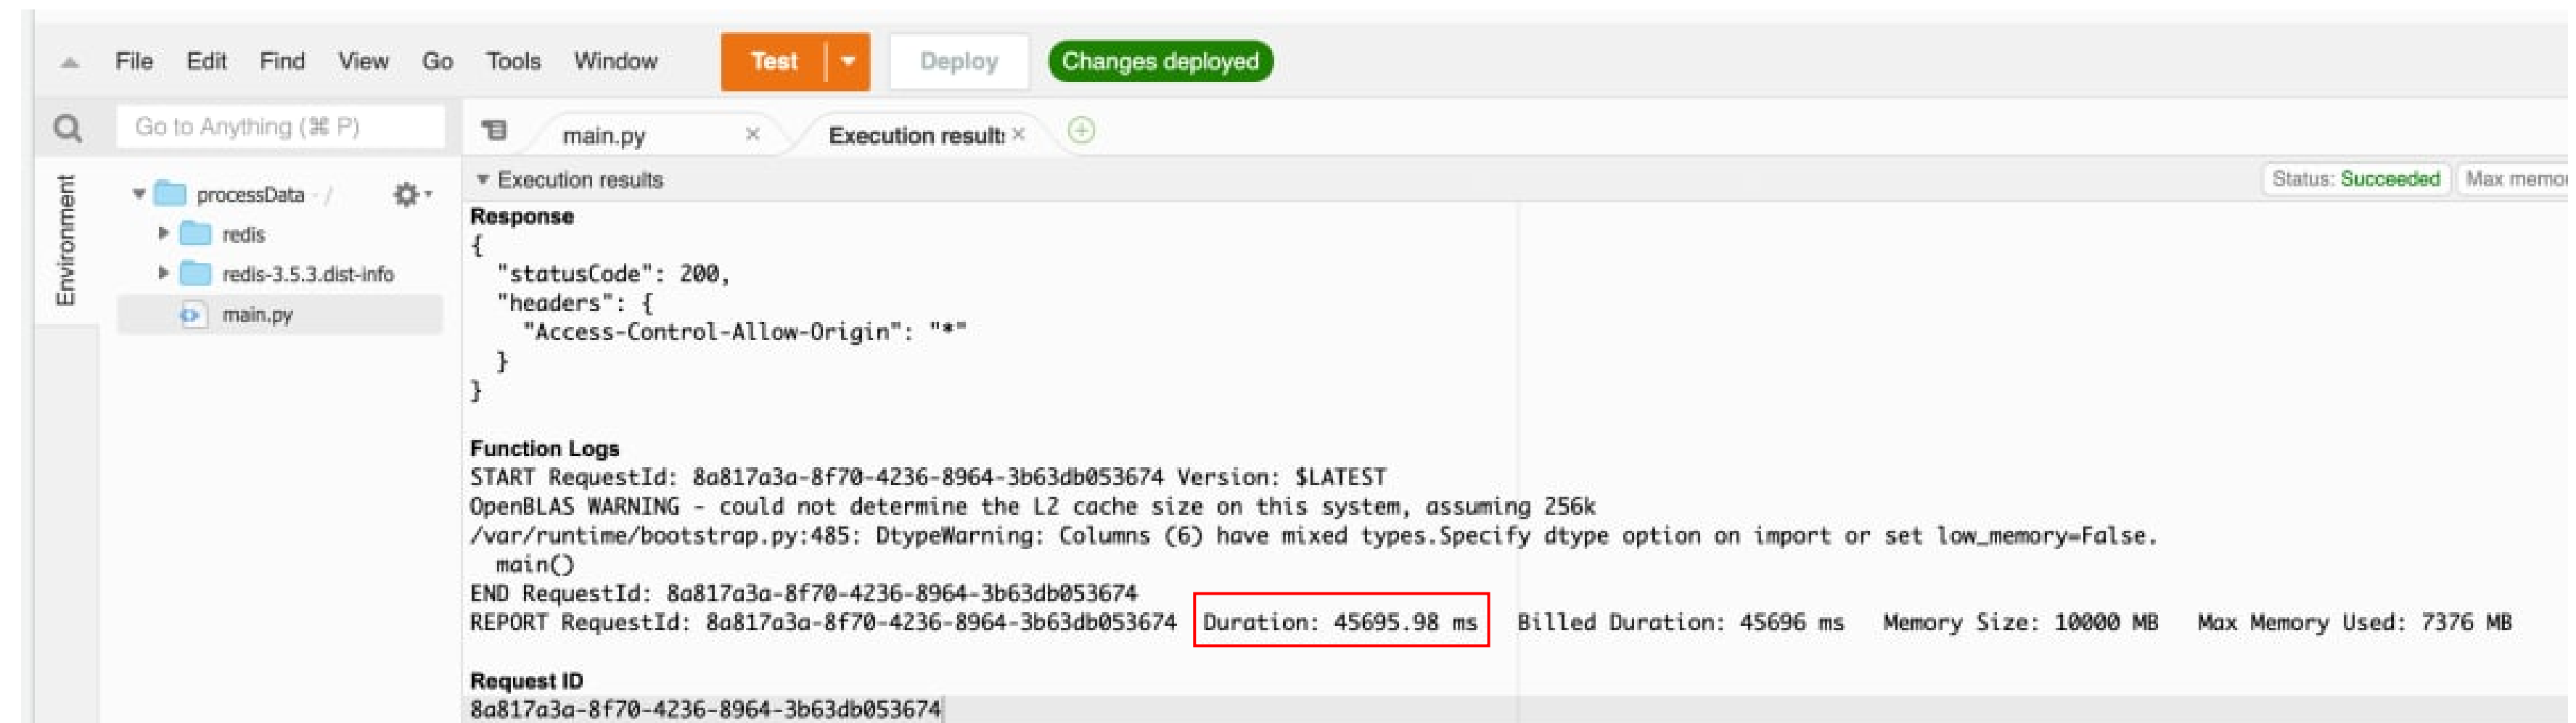 File Edit Find View Go Tools Window Test Deploy Changes deployed
Go to Anything (⌘ P)
main.py × Execution result: ×
Environment
processData - /
redis
redis-3.5.3.dist-info
main.py
Execution results
Status: Succeeded Max memo
Response
{
  "statusCode": 200,
  "headers": {
    "Access-Control-Allow-Origin": "*"
  }
}
Function Logs
START RequestId: 8a817a3a-8f70-4236-8964-3b63db053674 Version: $LATEST
OpenBLAS WARNING - could not determine the L2 cache size on this system, assuming 256k
/var/runtime/bootstrap.py:485: DtypeWarning: Columns (6) have mixed types.Specify dtype option on import or set low_memory=False.
  main()
END RequestId: 8a817a3a-8f70-4236-8964-3b63db053674
REPORT RequestId: 8a817a3a-8f70-4236-8964-3b63db053674 Duration: 45695.98 ms Billed Duration: 45696 ms Memory Size: 10000 MB Max Memory Used: 7376 MB
Request ID
8a817a3a-8f70-4236-8964-3b63db053674